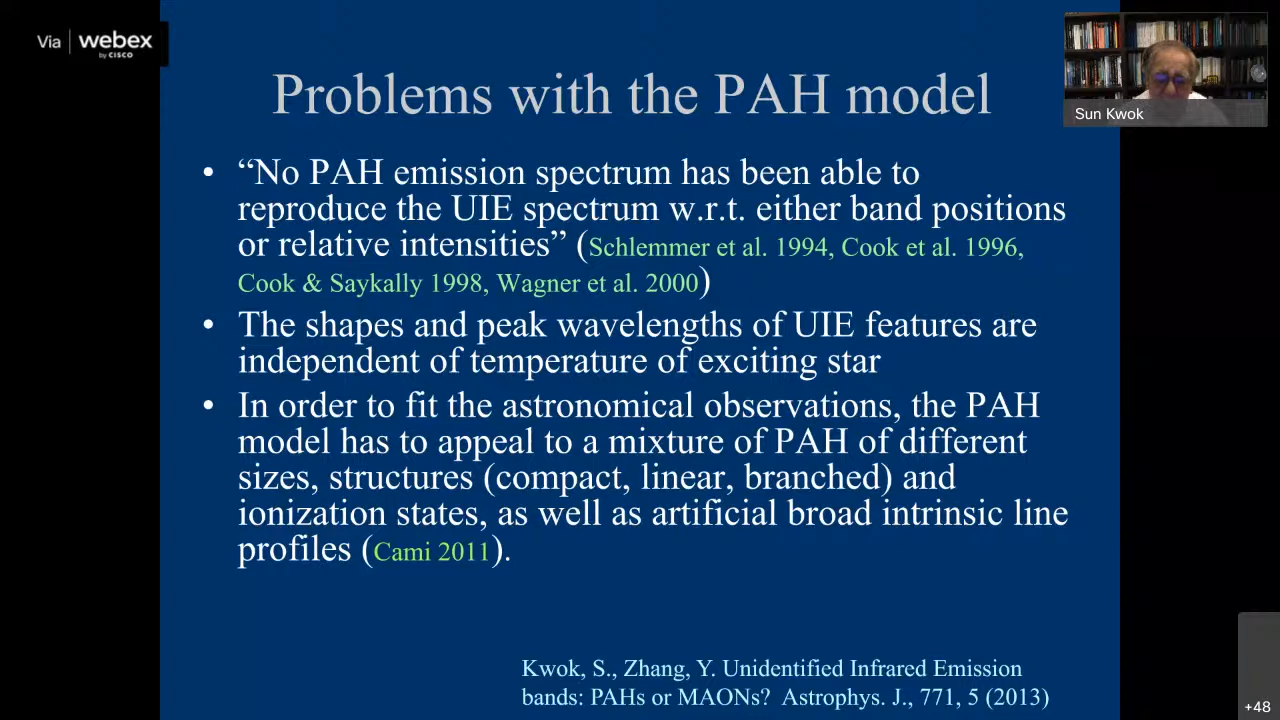 Via webex
by CISCO
Sun Kwok
Problems with the PAH model
• “No PAH emission spectrum has been able to
reproduce the UIE spectrum w.r.t. either band positions
or relative intensities” (Schlemmer et al. 1994, Cook et al. 1996,
Cook & Saykally 1998, Wagner et al. 2000)
• The shapes and peak wavelengths of UIE features are
independent of temperature of exciting star
• In order to fit the astronomical observations, the PAH
model has to appeal to a mixture of PAH of different
sizes, structures (compact, linear, branched) and
ionization states, as well as artificial broad intrinsic line
profiles (Cami 2011).
Kwok, S., Zhang, Y. Unidentified Infrared Emission
bands: PAHs or MAONs? Astrophys. J., 771, 5 (2013)
+48